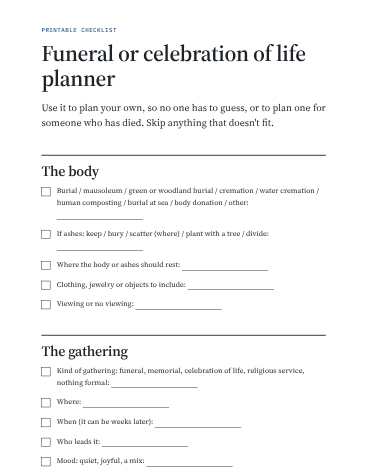 PRINTABLE CHECKLIST
Funeral or celebration of life
planner
Use it to plan your own, so no one has to guess, or to plan one for
someone who has died. Skip anything that doesn't fit.
The body
Burial / mausoleum / green or woodland burial / cremation / water cremation /
human composting / burial at sea / body donation / other:
If ashes: keep / bury / scatter (where) / plant with a tree / divide:
Where the body or ashes should rest:
Clothing, jewelry or objects to include:
Viewing or no viewing:
The gathering
Kind of gathering: funeral, memorial, celebration of life, religious service,
nothing formal:
Where:
When (it can be weeks later):
Who leads it:
Mood: quiet, joyful, a mix: